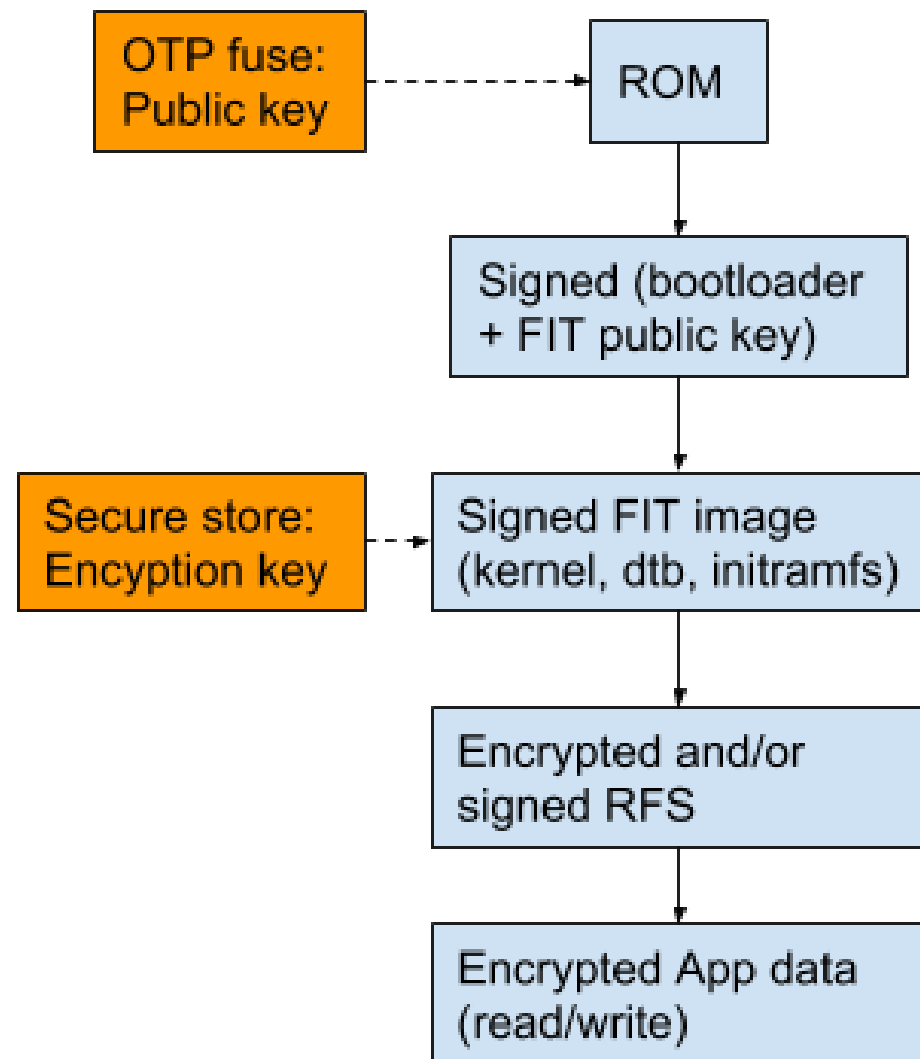 OTP fuse:
Public key
ROM
Signed (bootloader
+ FIT public key)
Secure store:
Encyption key
Signed FIT image
(kernel, dtb, initramfs)
Encrypted and/or
signed RFS
Encrypted App data
(read/write)